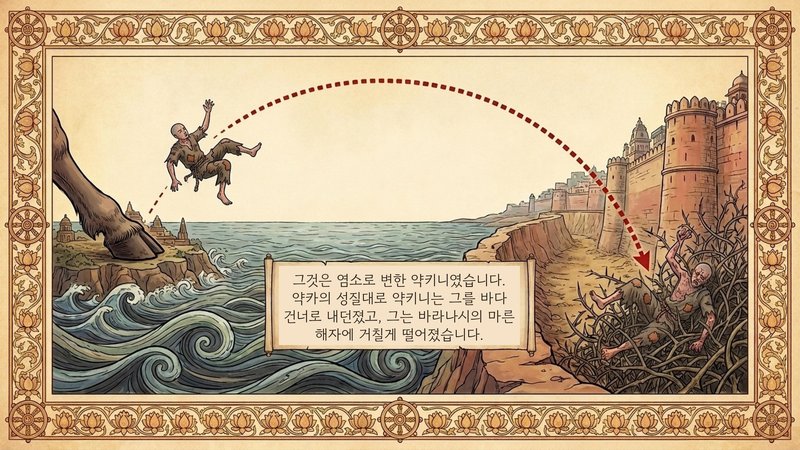 그것은 염소로 변한 약키니였습니다.
약카의 성질대로 약키니는 그를 바다
건너로 내던졌고, 그는 바라나시의 마른
해자에 거칠게 떨어졌습니다.